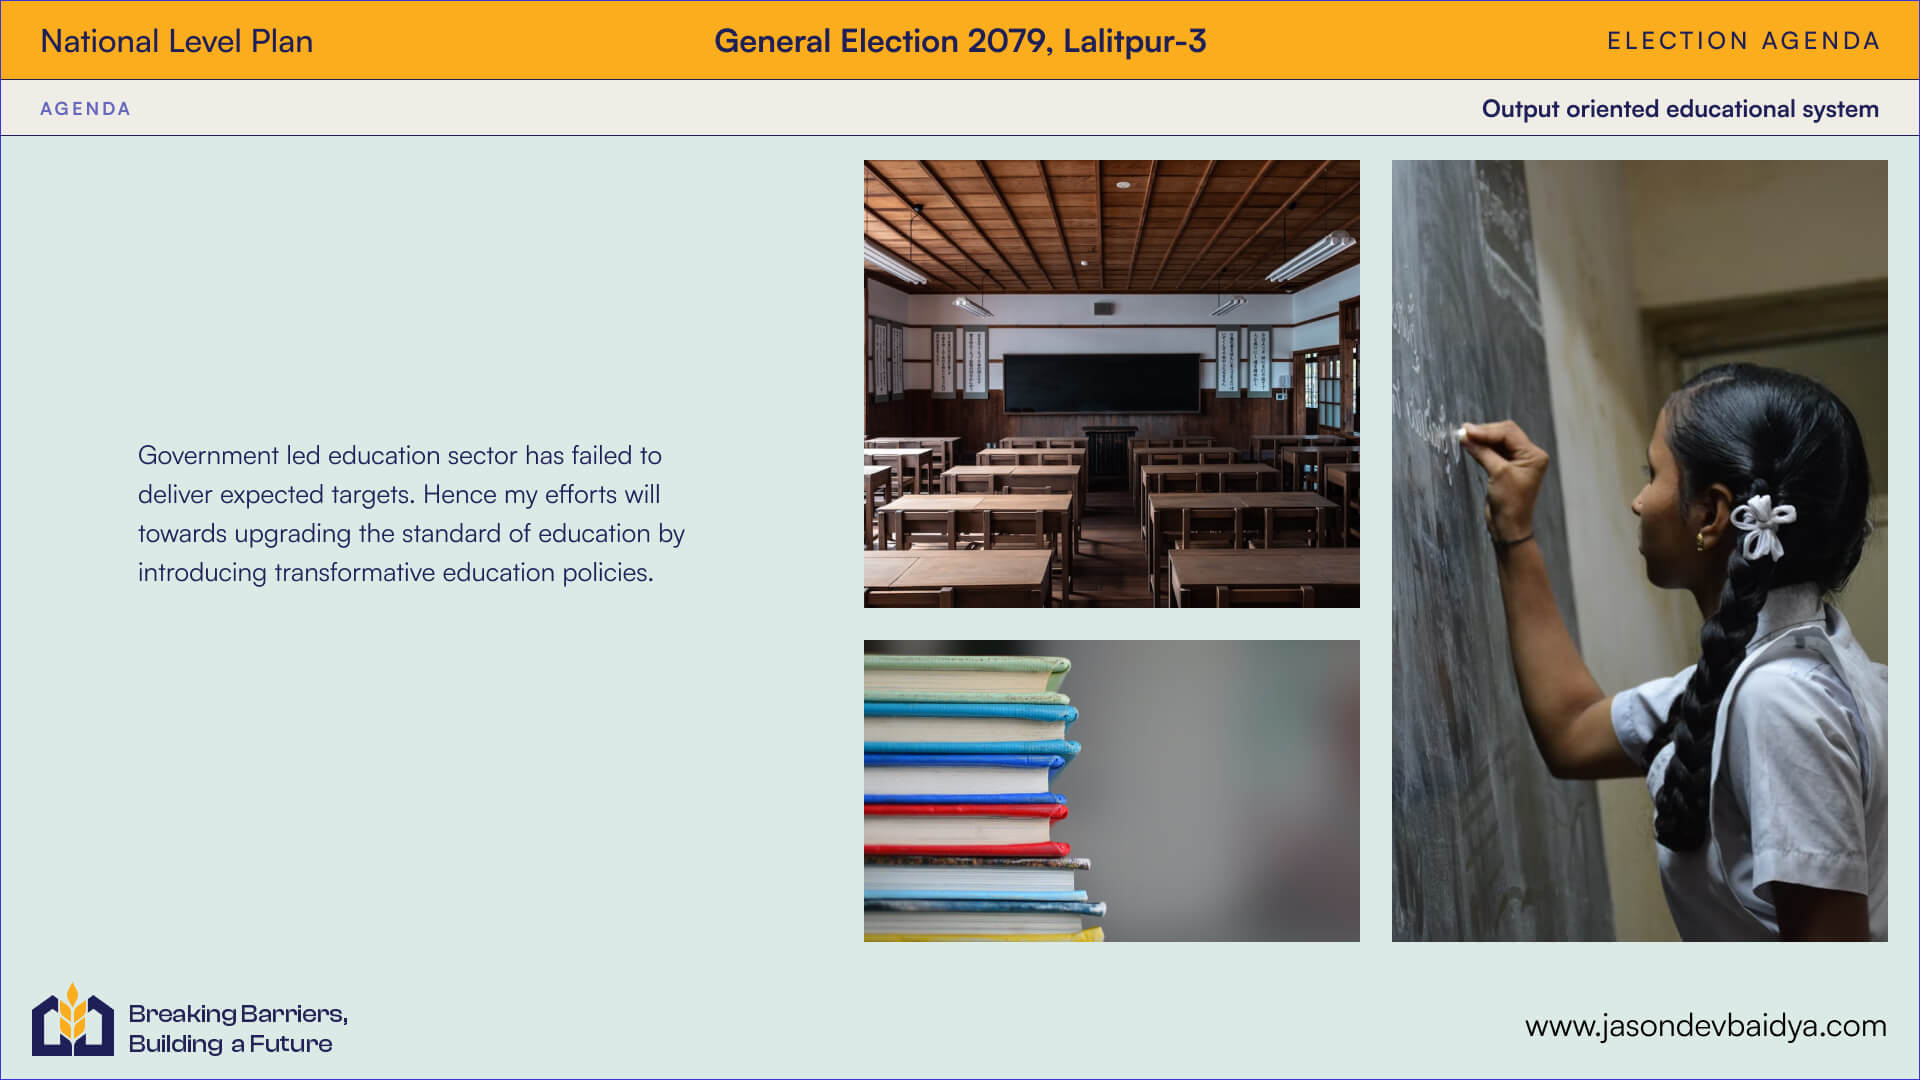 National Level Plan
General Election 2079, Lalitpur-3
ELECTION AGENDA
AGENDA
Output oriented educational system
Government led education sector has failed to
deliver expected targets. Hence my efforts will
towards upgrading the standard of education by
introducing transformative education policies.
Breaking Barriers,
Building a Future
www.jasondevbaidya.com